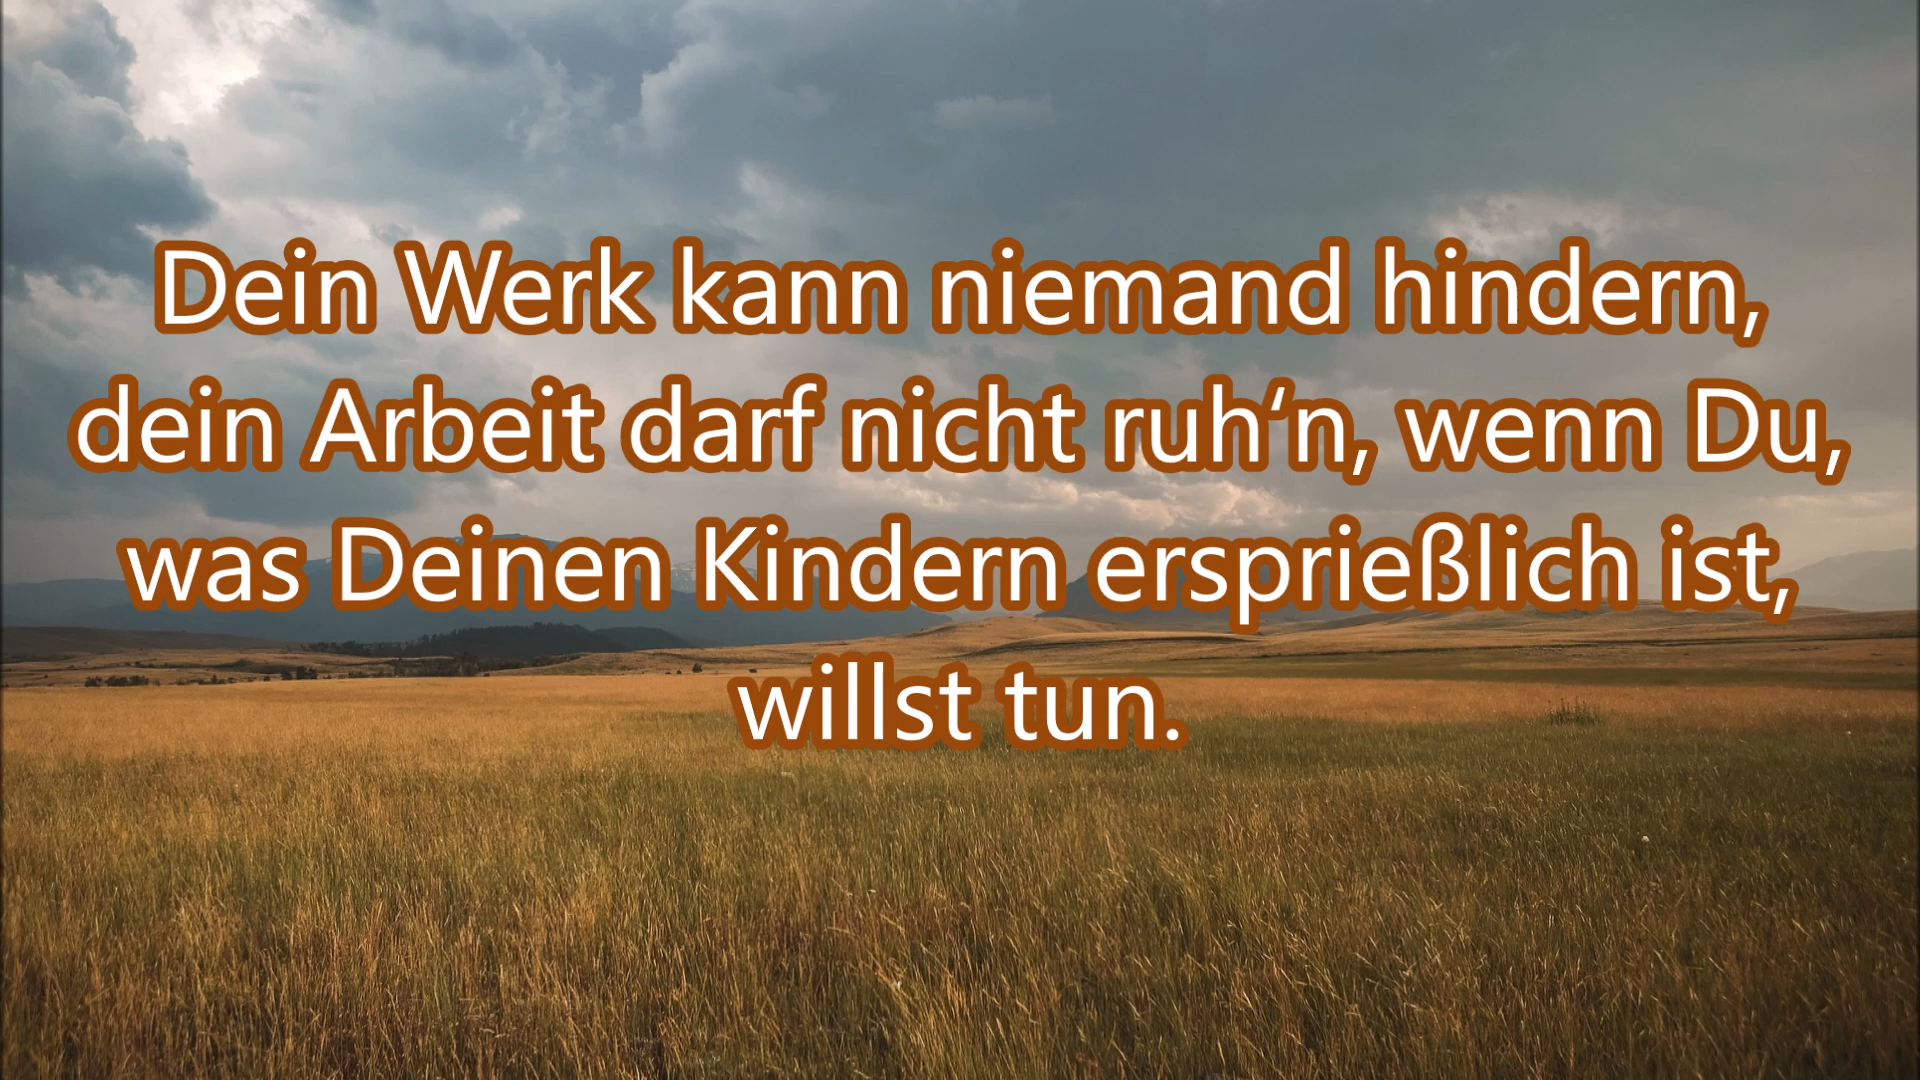 Dein Werk kann niemand hindern,
dein Arbeit darf nicht ruh‘n, wenn Du,
was Deinen Kindern ersprießlich ist,
willst tun.